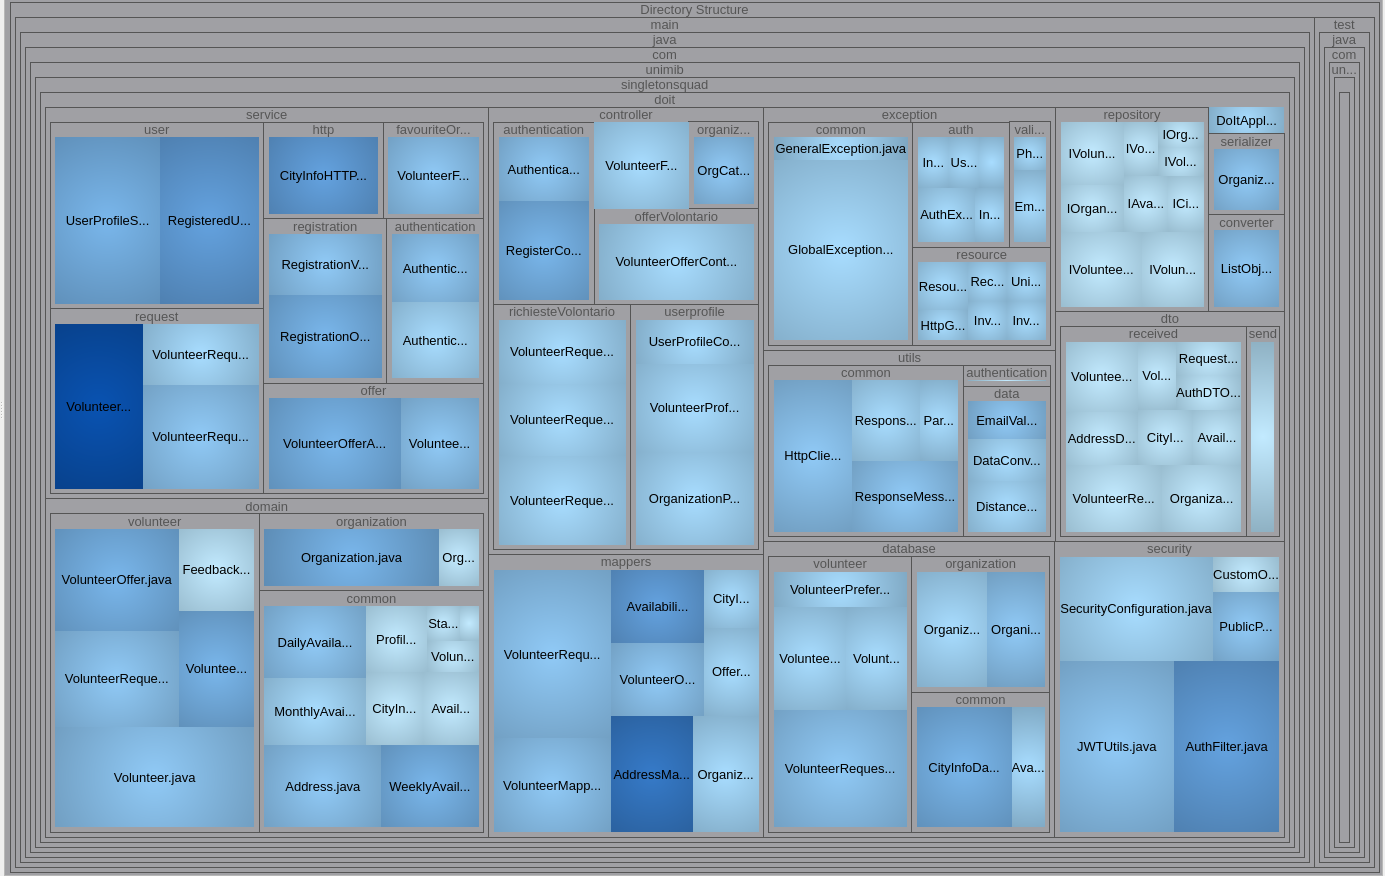 Directory Structure
main
test
java
java
com
com
unimib
un...
singletonsquad
doit
service
user
UserProfileS...
RegisteredU...
http
CityInfoHTTP...
favouriteOr...
VolunteerF...
registration
RegistrationV...
RegistrationO...
authentication
Authentic...
Authentic...
request
Volunteer...
VolunteerRequ...
VolunteerRequ...
offer
VolunteerOfferA...
Voluntee...
controller
authentication
Authentica...
RegisterCo...
VolunteerF...
organiz...
OrgCat...
offerVolontario
VolunteerOfferCont...
richiesteVolontario
VolunteerReque...
VolunteerReque...
VolunteerReque...
userprofile
UserProfileCo...
VolunteerProf...
OrganizationP...
exception
common
GeneralException.java
GlobalException...
auth
In...
Us...
AuthEx...
In...
vali...
Ph...
Em...
resource
Resou...
Rec...
Uni...
HttpG...
Inv...
Inv...
utils
common
HttpClie...
Respons...
Par...
ResponseMess...
authentication
data
EmailVal...
DataConv...
Distance...
repository
IVolun...
IVo...
IOrg...
IVol...
IOrgan...
IAva...
ICi...
IVoluntee...
IVolun...
DoItAppl...
serializer
Organiz...
converter
ListObj...
dto
received
Voluntee...
Vol...
Request...
AuthDTO...
AddressD...
CityI...
Avail...
VolunteerRe...
Organiza...
send
domain
volunteer
VolunteerOffer.java
Feedback...
VolunteerReque...
Voluntee...
Volunteer.java
organization
Organization.java
Org...
common
DailyAvaila...
Profil...
Sta...
Volun...
MonthlyAvai...
CityIn...
Avail...
Address.java
WeeklyAvail...
mappers
VolunteerRequ...
Availabili...
CityI...
VolunteerO...
Offer...
VolunteerMapp...
AddressMa...
Organiz...
database
volunteer
VolunteerPrefer...
Voluntee...
Volunt...
VolunteerReques...
organization
Organiz...
Organi...
common
CityInfoDa...
Ava...
security
SecurityConfiguration.java
CustomO...
PublicP...
JWTUtils.java
AuthFilter.java